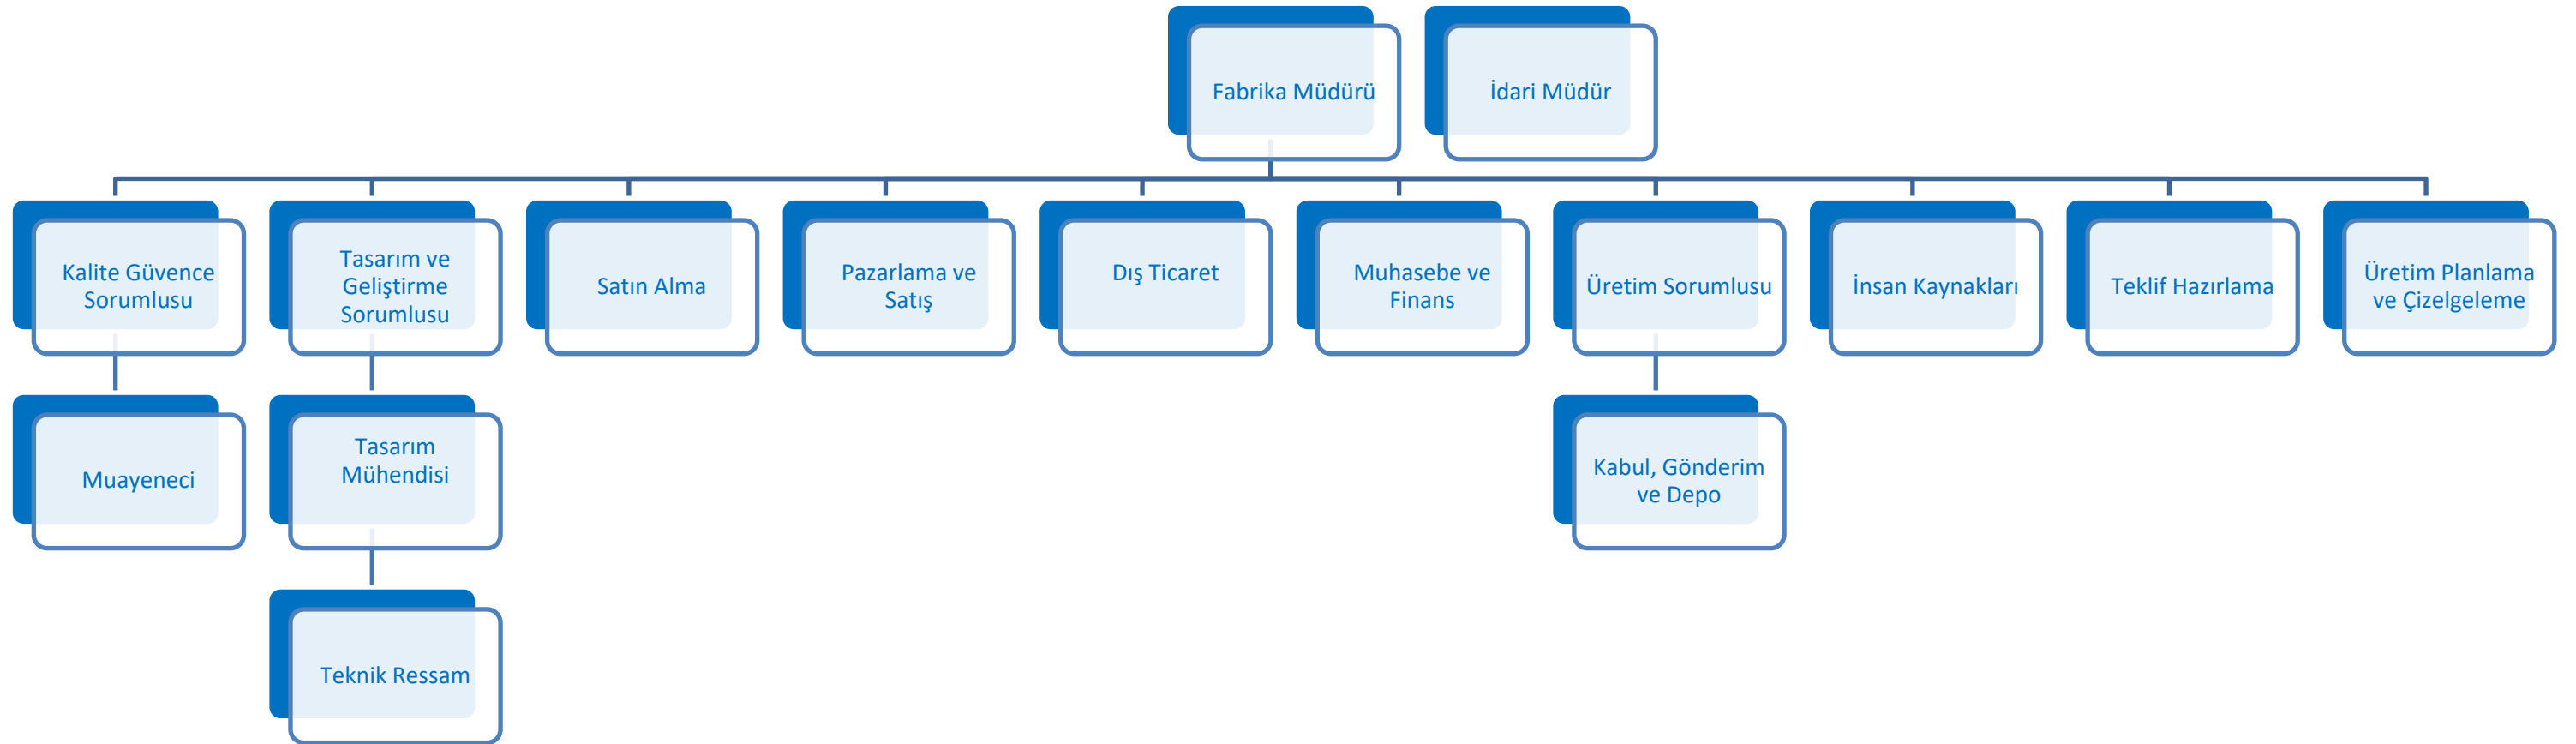 Fabrika Müdürü
İdari Müdür
Kalite Güvence
Sorumlusu
Tasarım ve
Geliştirme
Sorumlusu
Satın Alma
Pazarlama ve
Satış
Dış Ticaret
Muhasebe ve
Finans
Üretim Sorumlusu
İnsan Kaynakları
Teklif Hazırlama
Üretim Planlama
ve Çizelgeleme
Muayeneci
Tasarım
Mühendisi
Kabul, Gönderim
ve Depo
Teknik Ressam